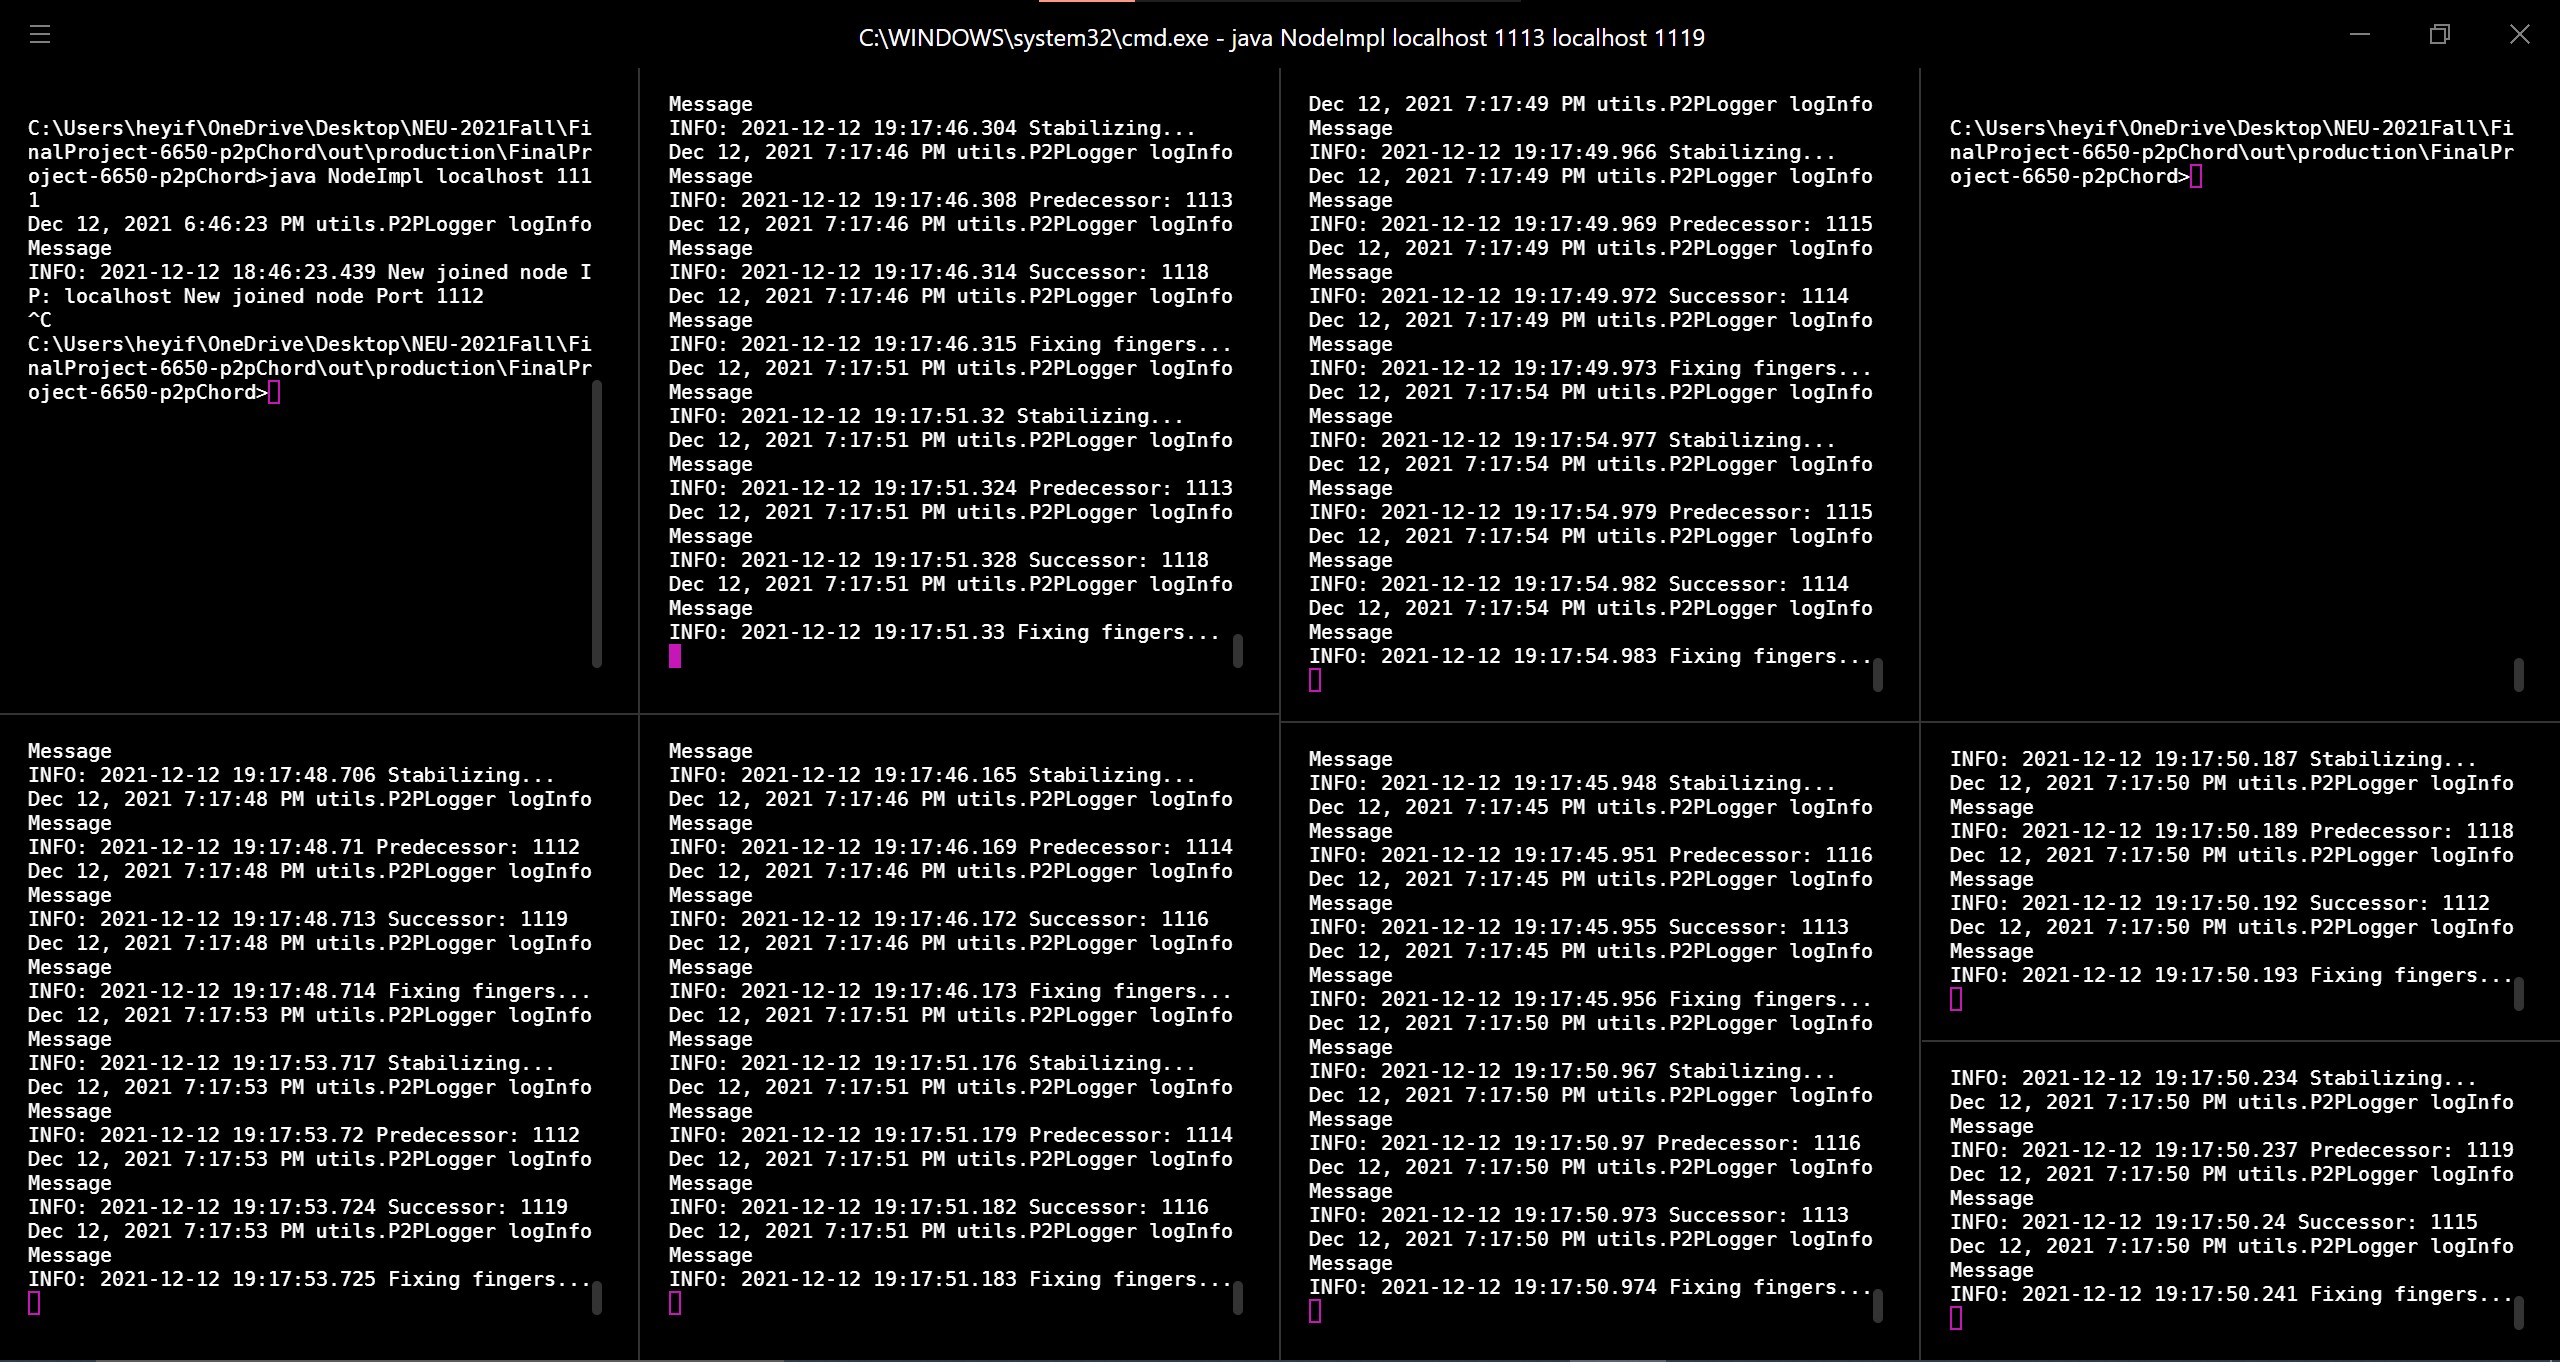 C:\WINDOWS\system32\cmd.exe - java NodeImpl localhost 1113 localhost 1119
C:\Users\heyif\OneDrive\Desktop\NEU-2021Fall\Fi
nalProject-6650-p2pChord\out\production\FinalPr
oject-6650-p2pChord>java NodeImpl localhost 111
1
Dec 12, 2021 6:46:23 PM utils.P2PLogger logInfo
Message
INFO: 2021-12-12 18:46:23.439 New joined node I
P: localhost New joined node Port 1112
^C
C:\Users\heyif\OneDrive\Desktop\NEU-2021Fall\Fi
nalProject-6650-p2pChord\out\production\FinalPr
oject-6650-p2pChord>
Message
INFO: 2021-12-12 19:17:46.304 Stabilizing...
Dec 12, 2021 7:17:46 PM utils.P2PLogger logInfo
Message
INFO: 2021-12-12 19:17:46.308 Predecessor: 1113
Dec 12, 2021 7:17:46 PM utils.P2PLogger logInfo
Message
INFO: 2021-12-12 19:17:46.314 Successor: 1118
Dec 12, 2021 7:17:46 PM utils.P2PLogger logInfo
Message
INFO: 2021-12-12 19:17:46.315 Fixing fingers...
Dec 12, 2021 7:17:51 PM utils.P2PLogger logInfo
Message
INFO: 2021-12-12 19:17:51.32 Stabilizing...
Dec 12, 2021 7:17:51 PM utils.P2PLogger logInfo
Message
INFO: 2021-12-12 19:17:51.324 Predecessor: 1113
Dec 12, 2021 7:17:51 PM utils.P2PLogger logInfo
Message
INFO: 2021-12-12 19:17:51.328 Successor: 1118
Dec 12, 2021 7:17:51 PM utils.P2PLogger logInfo
Message
INFO: 2021-12-12 19:17:51.33 Fixing fingers...
Dec 12, 2021 7:17:49 PM utils.P2PLogger logInfo
Message
INFO: 2021-12-12 19:17:49.966 Stabilizing...
Dec 12, 2021 7:17:49 PM utils.P2PLogger logInfo
Message
INFO: 2021-12-12 19:17:49.969 Predecessor: 1115
Dec 12, 2021 7:17:49 PM utils.P2PLogger logInfo
Message
INFO: 2021-12-12 19:17:49.972 Successor: 1114
Dec 12, 2021 7:17:49 PM utils.P2PLogger logInfo
Message
INFO: 2021-12-12 19:17:49.973 Fixing fingers...
Dec 12, 2021 7:17:54 PM utils.P2PLogger logInfo
Message
INFO: 2021-12-12 19:17:54.977 Stabilizing...
Dec 12, 2021 7:17:54 PM utils.P2PLogger logInfo
Message
INFO: 2021-12-12 19:17:54.979 Predecessor: 1115
Dec 12, 2021 7:17:54 PM utils.P2PLogger logInfo
Message
INFO: 2021-12-12 19:17:54.982 Successor: 1114
Dec 12, 2021 7:17:54 PM utils.P2PLogger logInfo
Message
INFO: 2021-12-12 19:17:54.983 Fixing fingers...
C:\Users\heyif\OneDrive\Desktop\NEU-2021Fall\Fi
nalProject-6650-p2pChord\out\production\FinalPr
oject-6650-p2pChord>
Message
INFO: 2021-12-12 19:17:48.706 Stabilizing...
Dec 12, 2021 7:17:48 PM utils.P2PLogger logInfo
Message
INFO: 2021-12-12 19:17:48.71 Predecessor: 1112
Dec 12, 2021 7:17:48 PM utils.P2PLogger logInfo
Message
INFO: 2021-12-12 19:17:48.713 Successor: 1119
Dec 12, 2021 7:17:48 PM utils.P2PLogger logInfo
Message
INFO: 2021-12-12 19:17:48.714 Fixing fingers...
Dec 12, 2021 7:17:53 PM utils.P2PLogger logInfo
Message
INFO: 2021-12-12 19:17:53.717 Stabilizing...
Dec 12, 2021 7:17:53 PM utils.P2PLogger logInfo
Message
INFO: 2021-12-12 19:17:53.72 Predecessor: 1112
Dec 12, 2021 7:17:53 PM utils.P2PLogger logInfo
Message
INFO: 2021-12-12 19:17:53.724 Successor: 1119
Dec 12, 2021 7:17:53 PM utils.P2PLogger logInfo
Message
INFO: 2021-12-12 19:17:53.725 Fixing fingers...
Message
INFO: 2021-12-12 19:17:46.165 Stabilizing...
Dec 12, 2021 7:17:46 PM utils.P2PLogger logInfo
Message
INFO: 2021-12-12 19:17:46.169 Predecessor: 1114
Dec 12, 2021 7:17:46 PM utils.P2PLogger logInfo
Message
INFO: 2021-12-12 19:17:46.172 Successor: 1116
Dec 12, 2021 7:17:46 PM utils.P2PLogger logInfo
Message
INFO: 2021-12-12 19:17:46.173 Fixing fingers...
Dec 12, 2021 7:17:51 PM utils.P2PLogger logInfo
Message
INFO: 2021-12-12 19:17:51.176 Stabilizing...
Dec 12, 2021 7:17:51 PM utils.P2PLogger logInfo
Message
INFO: 2021-12-12 19:17:51.179 Predecessor: 1114
Dec 12, 2021 7:17:51 PM utils.P2PLogger logInfo
Message
INFO: 2021-12-12 19:17:51.182 Successor: 1116
Dec 12, 2021 7:17:51 PM utils.P2PLogger logInfo
Message
INFO: 2021-12-12 19:17:51.183 Fixing fingers...
Message
INFO: 2021-12-12 19:17:45.948 Stabilizing...
Dec 12, 2021 7:17:45 PM utils.P2PLogger logInfo
Message
INFO: 2021-12-12 19:17:45.951 Predecessor: 1116
Dec 12, 2021 7:17:45 PM utils.P2PLogger logInfo
Message
INFO: 2021-12-12 19:17:45.955 Successor: 1113
Dec 12, 2021 7:17:45 PM utils.P2PLogger logInfo
Message
INFO: 2021-12-12 19:17:45.956 Fixing fingers...
Dec 12, 2021 7:17:50 PM utils.P2PLogger logInfo
Message
INFO: 2021-12-12 19:17:50.967 Stabilizing...
Dec 12, 2021 7:17:50 PM utils.P2PLogger logInfo
Message
INFO: 2021-12-12 19:17:50.97 Predecessor: 1116
Dec 12, 2021 7:17:50 PM utils.P2PLogger logInfo
Message
INFO: 2021-12-12 19:17:50.973 Successor: 1113
Dec 12, 2021 7:17:50 PM utils.P2PLogger logInfo
Message
INFO: 2021-12-12 19:17:50.974 Fixing fingers...
INFO: 2021-12-12 19:17:50.187 Stabilizing...
Dec 12, 2021 7:17:50 PM utils.P2PLogger logInfo
Message
INFO: 2021-12-12 19:17:50.189 Predecessor: 1118
Dec 12, 2021 7:17:50 PM utils.P2PLogger logInfo
Message
INFO: 2021-12-12 19:17:50.192 Successor: 1112
Dec 12, 2021 7:17:50 PM utils.P2PLogger logInfo
Message
INFO: 2021-12-12 19:17:50.193 Fixing fingers...
INFO: 2021-12-12 19:17:50.234 Stabilizing...
Dec 12, 2021 7:17:50 PM utils.P2PLogger logInfo
Message
INFO: 2021-12-12 19:17:50.237 Predecessor: 1119
Dec 12, 2021 7:17:50 PM utils.P2PLogger logInfo
Message
INFO: 2021-12-12 19:17:50.24 Successor: 1115
Dec 12, 2021 7:17:50 PM utils.P2PLogger logInfo
Message
INFO: 2021-12-12 19:17:50.241 Fixing fingers...